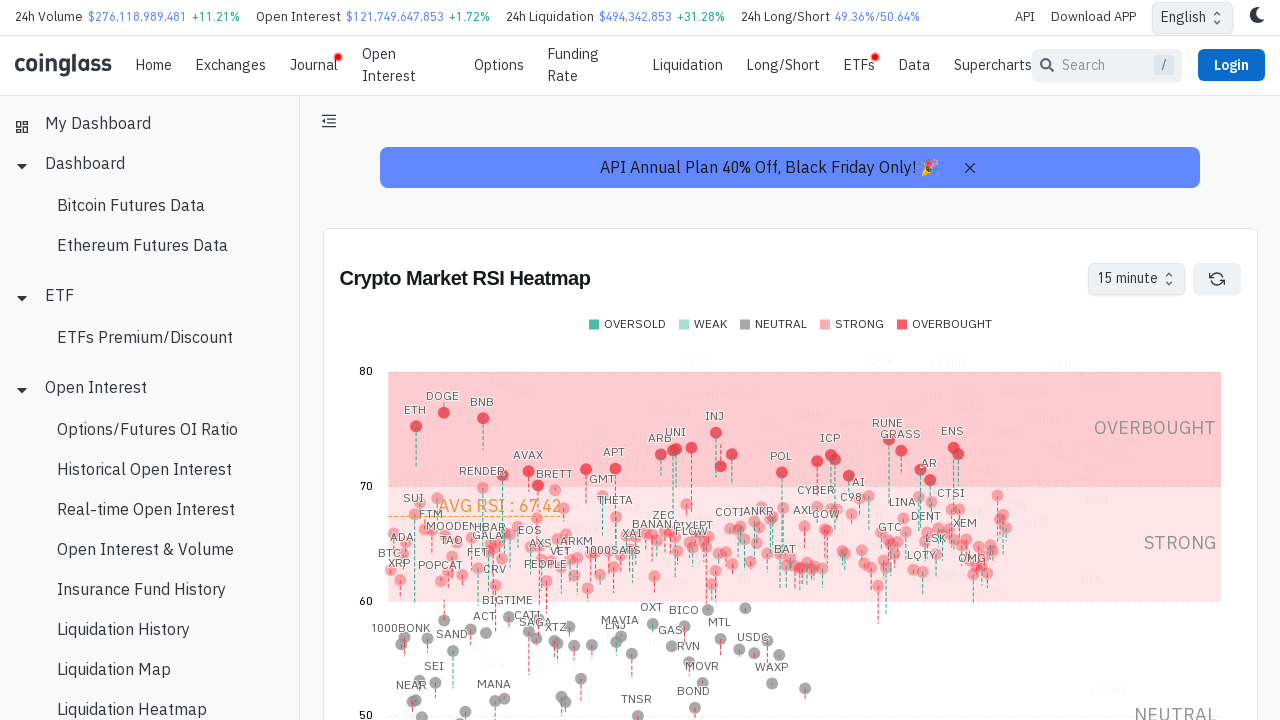 24h Volume $276,118,989,481 +11.21% Open Interest $121,749,647,853 +1.72% 24h Liquidation $494,342,853 +31.28% 24h Long/Short 49.36%/50.64% API Download APP English
coinglass Home Exchanges Journal Open Interest Options Funding Rate Liquidation Long/Short ETFs Data Supercharts Search / Login
My Dashboard
Dashboard
Bitcoin Futures Data
Ethereum Futures Data
ETF
ETFs Premium/Discount
Open Interest
Options/Futures OI Ratio
Historical Open Interest
Real-time Open Interest
Open Interest & Volume
Insurance Fund History
Liquidation History
Liquidation Map
Liquidation Heatmap
API Annual Plan 40% Off, Black Friday Only! 🎉
Crypto Market RSI Heatmap
15 minute
OVERSOLD WEAK NEUTRAL STRONG OVERBOUGHT
80
DOGE
BNB
ETH
INJ
RUNE
OVERBOUGHT
UNI
GRASS
ENS
ARB
ICP
APT
AVAX
POL
AR
RENDER
BRETT
GMT
AI
70
CYBER
CTSI
SUI
C98
THETA
LINA
AVG RSI : 67.42
FTM
ZEC
COTI
ANKR
AXL
COW
DENT
MOODENG
HBAR
EOS
BANANA
XEM
GTC
ADA
TAO
GALA
XAI
FLOW
LSK
AXS
ARKM
STRONG
BTC
FET
VET
1000SATS
BAT
LQTY
OMG
XRP
POPCAT
CRV
PEOPLE
60
BIGTIME
OXT
BICO
ACT
CATI
SAGA
MAVIA
MTL
1000BONK
SAND
XTZ
GAS
USDC
RVN
SEI
MOVR
WAXP
NEAR
MANA
BOND
TNSR
50
NEUTRAL